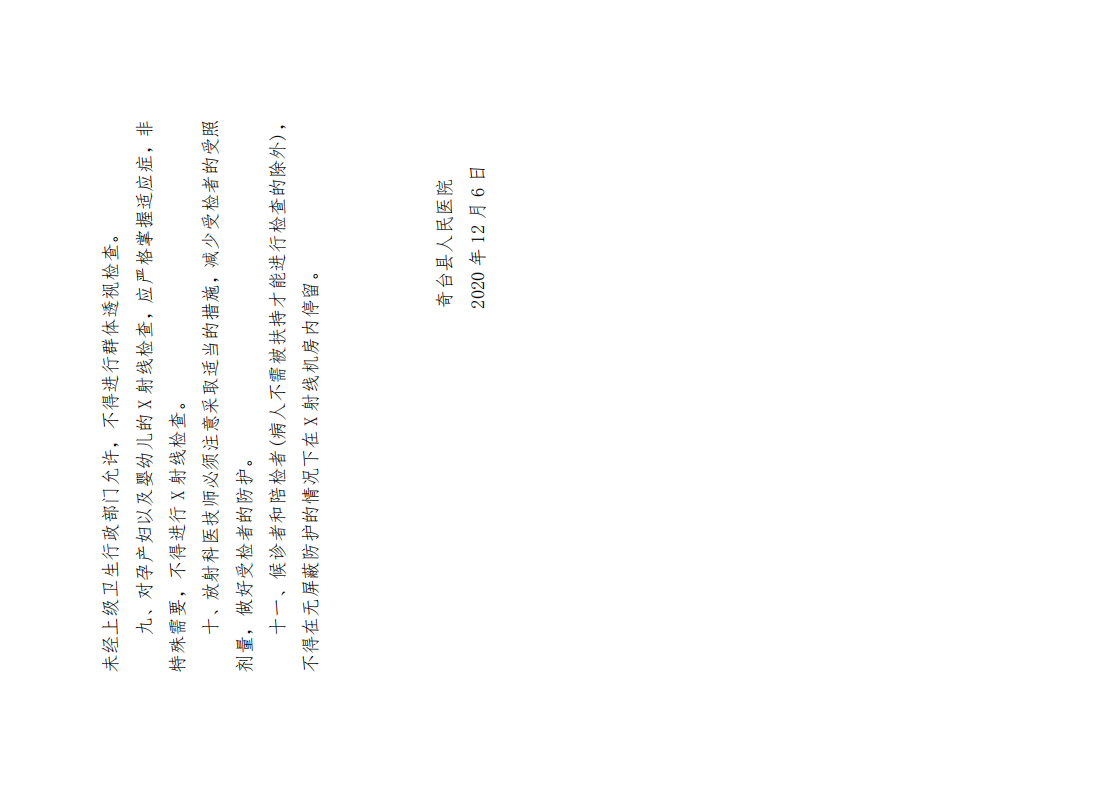 未经上级卫生行政部门允许，不得进行群体透视检查。
九、对孕产妇以及婴幼儿的X射线检查，应严格掌握适应症，非
特殊需要，不得进行X射线检查。
十、放射科医技师必须注意采取适当的措施，减少受检者的受照
剂量，做好受检者的防护。
十一、候诊者和陪检者(病人不需被扶持才能进行检查的除外)，
不得在无屏蔽防护的情况下在X射线机房内停留。
奇台县人民医院
2020年12月6日